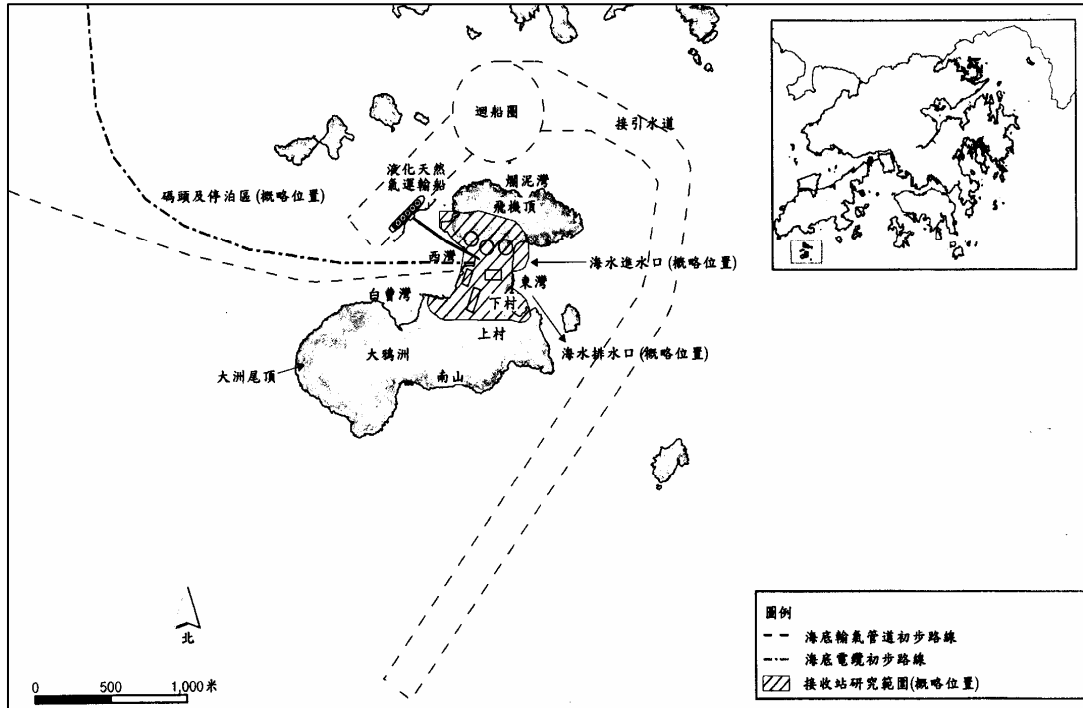 迴船圈
接引水道
液化天然
氣運輸船
爛泥灣
飛機頂
碼頭及停泊區(概略位置)
西灣
海水進水口(概略位置)
東灣
白曹灣
下村
上村
海水排水口(概略位置)
大鴉洲
大洲尾頂
南山
北
0 500 1,000米
圖例
海底輸氣管道初步路線
海底電纜初步路線
接收站研究範圍(概略位置)